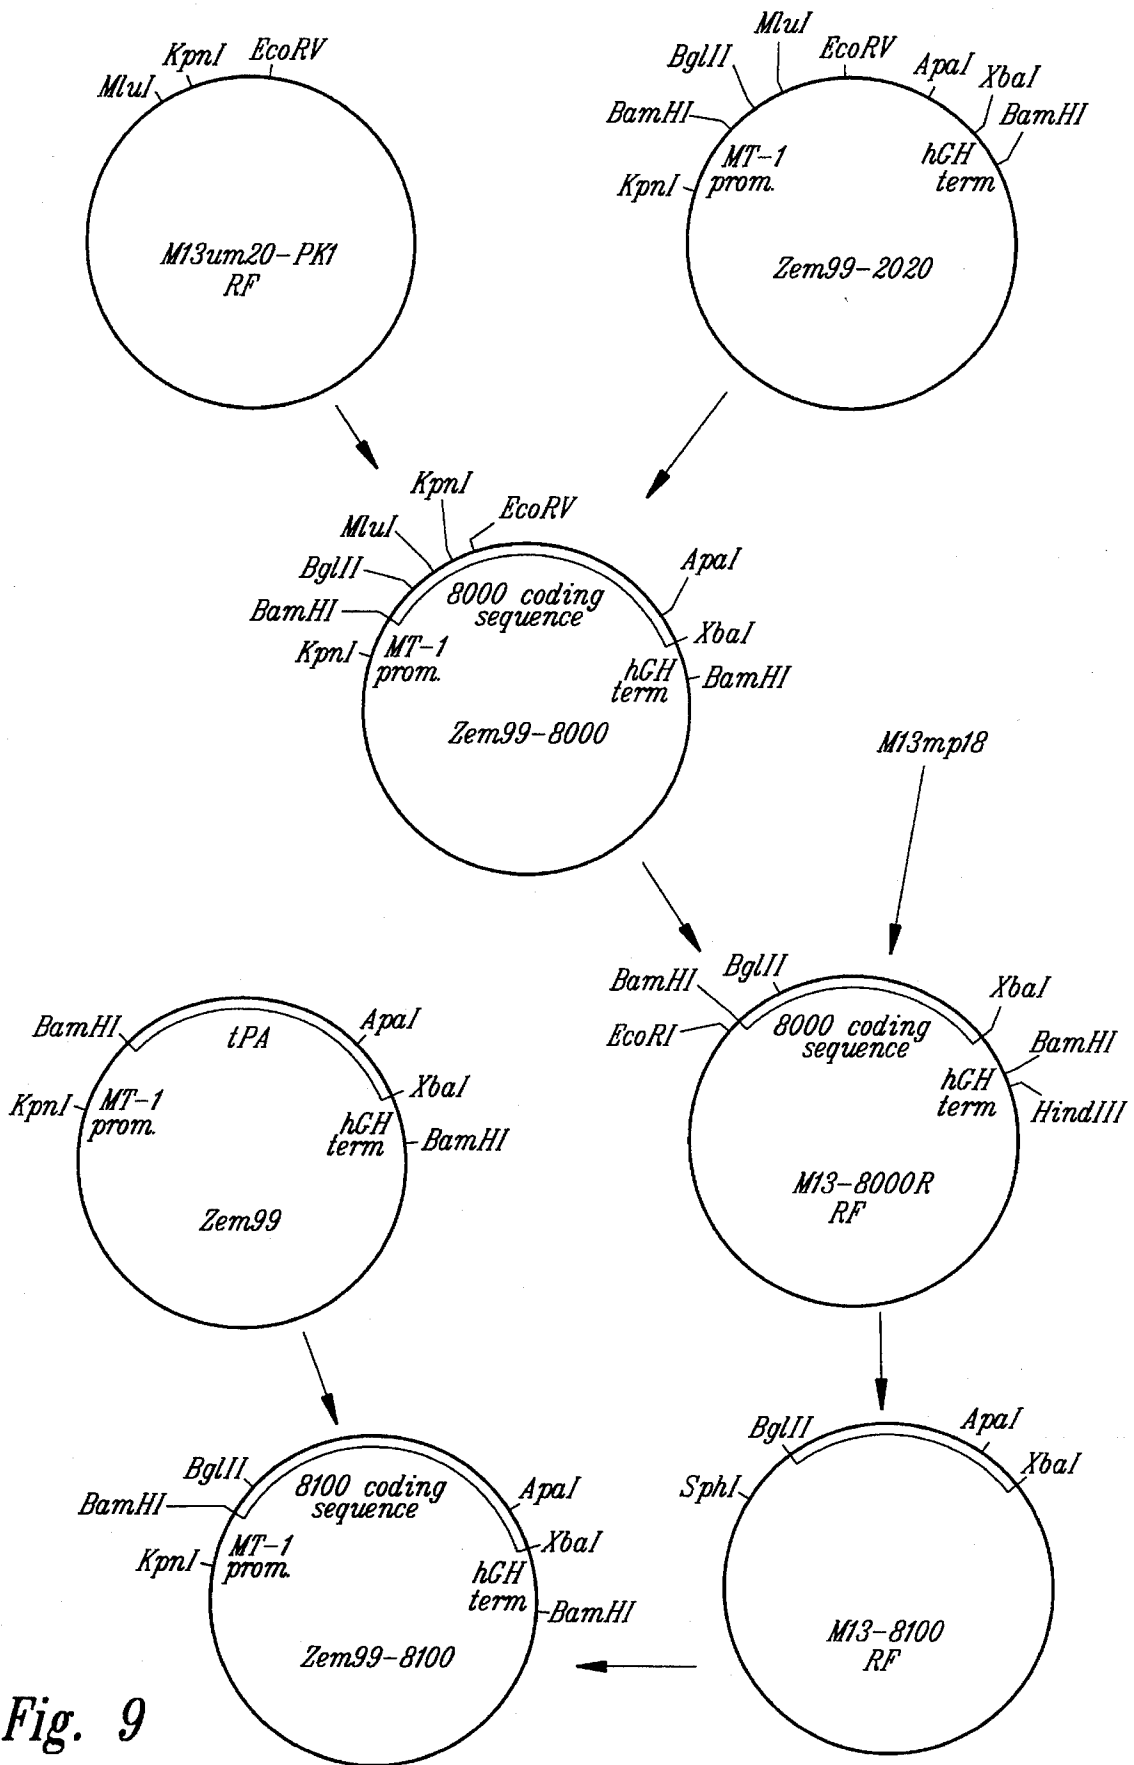 KpnI
EcoRV
MluI
M13um20-PK1
RF
MluI
BglII
EcoRV
ApaI
XbaI
BamHI
BamHI
MT-1
prom.
hGH
term
KpnI
Zem99-2020
KpnI
EcoRV
MluI
BglII
ApaI
BamHI
8000 coding
sequence
XbaI
KpnI
MT-1
prom.
hGH
term
BamHI
Zem99-8000
M13mp18
BamHI
BglII
XbaI
EcoRI
8000 coding
sequence
BamHI
hGH
term
HindIII
M13-8000R
RF
BamHI
tPA
ApaI
XbaI
KpnI
MT-1
prom.
hGH
term
BamHI
Zem99
BglII
ApaI
SphI
XbaI
M13-8100
RF
BglII
8100 coding
sequence
ApaI
BamHI
XbaI
KpnI
MT-1
prom.
hGH
term
BamHI
Zem99-8100
Fig. 9